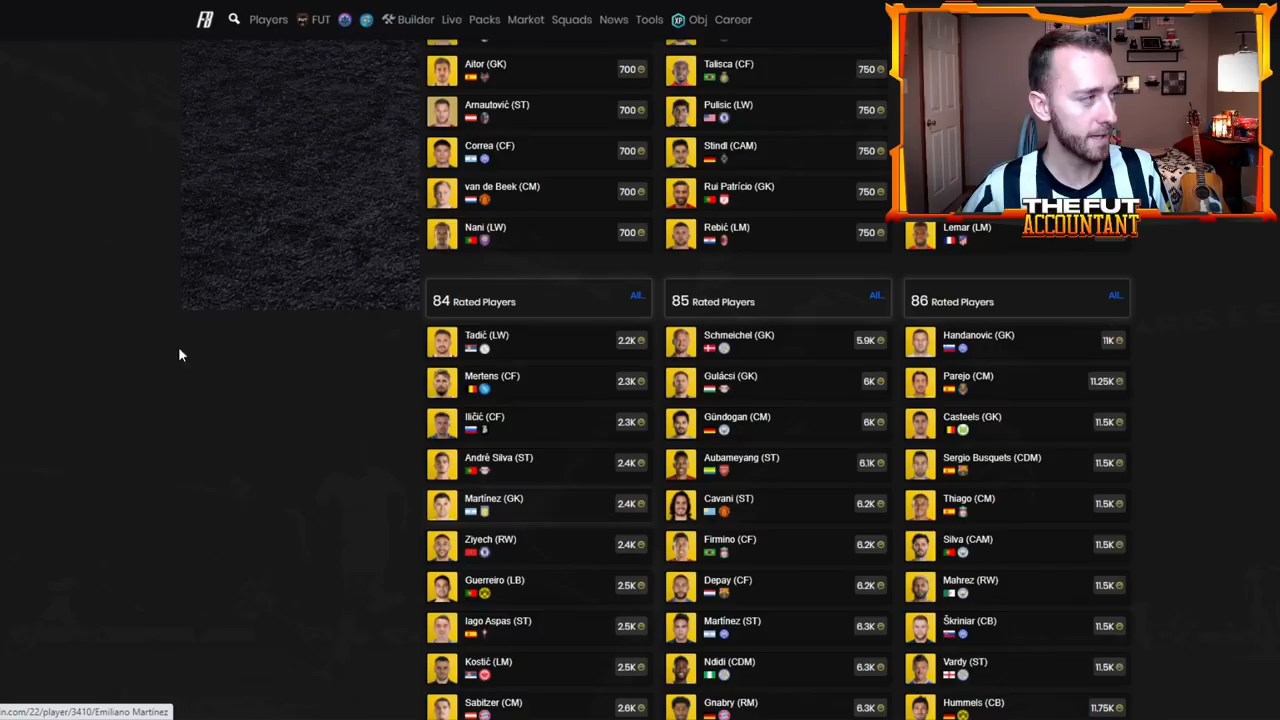 FB Players FUT Builder Live Packs Market Squads News Tools XP Obj Career
Aitor (GK) 700
Arnautović (ST) 700
Correa (CF) 700
van de Beek (CM) 700
Nani (LW) 700
Talisca (CF) 750
Pulisic (LW) 750
Stindl (CAM) 750
Rui Patrício (GK) 750
Rebić (LM) 750
Lemar (LM)
THE FUT
ACCOUNTANT
84 Rated Players All..
Tadić (LW) 2.2K
Mertens (CF) 2.3K
Iličić (CF) 2.3K
André Silva (ST) 2.4K
Martínez (GK) 2.4K
Ziyech (RW) 2.4K
Guerreiro (LB) 2.5K
Iago Aspas (ST) 2.5K
Kostić (LM) 2.5K
Sabitzer (CM) 2.6K
85 Rated Players All..
Schmeichel (GK) 5.9K
Gulácsi (GK) 6K
Gündogan (CM) 6K
Aubameyang (ST) 6.1K
Cavani (ST) 6.2K
Firmino (CF) 6.2K
Depay (CF) 6.2K
Martínez (ST) 6.3K
Ndidi (CDM) 6.3K
Gnabry (RM) 6.3K
86 Rated Players All..
Handanovic (GK) 11K
Parejo (CM) 11.25K
Casteels (GK) 11.5K
Sergio Busquets (CDM) 11.5K
Thiago (CM) 11.5K
Silva (CAM) 11.5K
Mahrez (RW) 11.5K
Škriniar (CB) 11.5K
Vardy (ST) 11.5K
Hummels (CB) 11.75K
in.com/22/player/3410/Emiliano Martínez